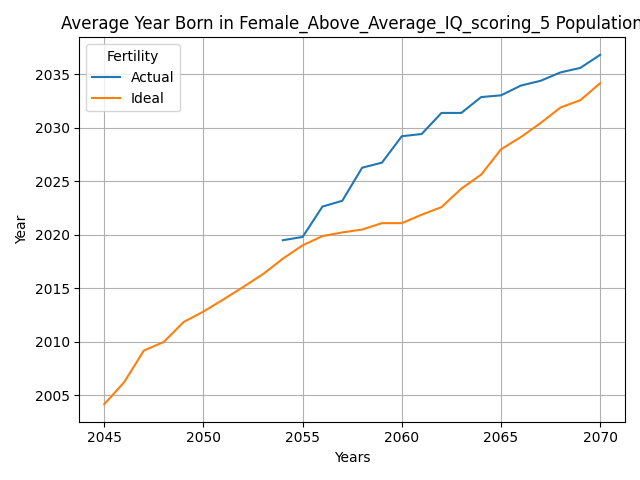 Average Year Born in Female_Above_Average_IQ_scoring_5 Population
Fertility
Actual
Ideal
2035
2030
2025
2020
2015
2010
2005
Year
2045 2050 2055 2060 2065 2070
Years